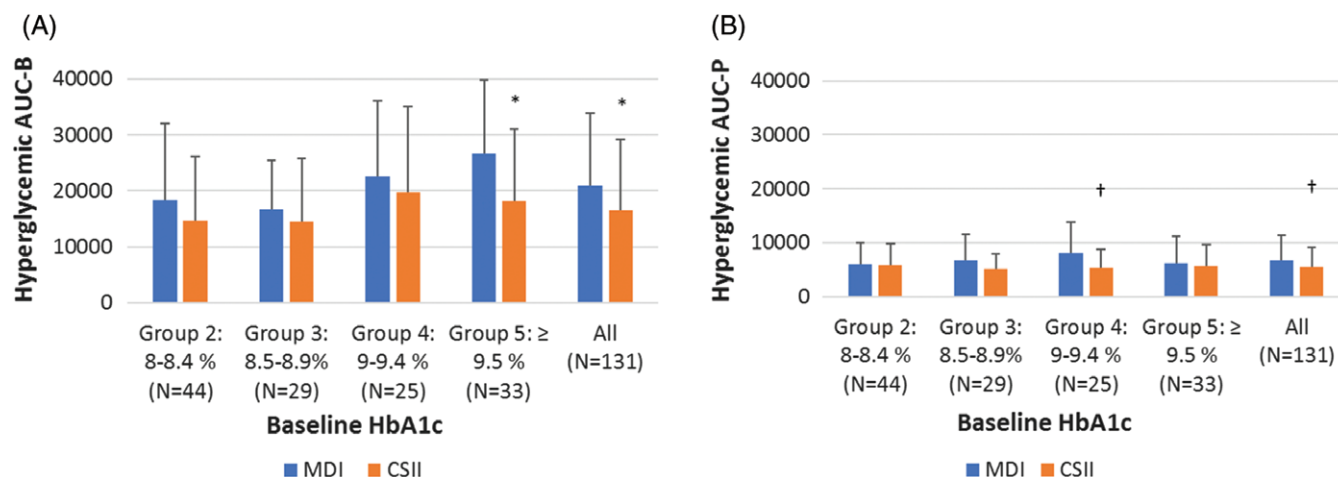 (A)
Hyperglycemic AUC-B
40000
30000
20000
10000
0
*
*
Group 2: Group 3: Group 4: Group 5: ≥ All
8-8.4 % 8.5-8.9% 9-9.4% 9.5 % (N=131)
(N=44) (N=29) (N=25) (N=33)
Baseline HbA1c
MDI CSII
(B)
Hyperglycemic AUC-P
40000
30000
20000
10000
0
†
†
Group 2: Group 3: Group 4: Group 5: ≥ All
8-8.4 % 8.5-8.9% 9-9.4 % 9.5 % (N=131)
(N=44) (N=29) (N=25) (N=33)
Baseline HbA1c
MDI CSII